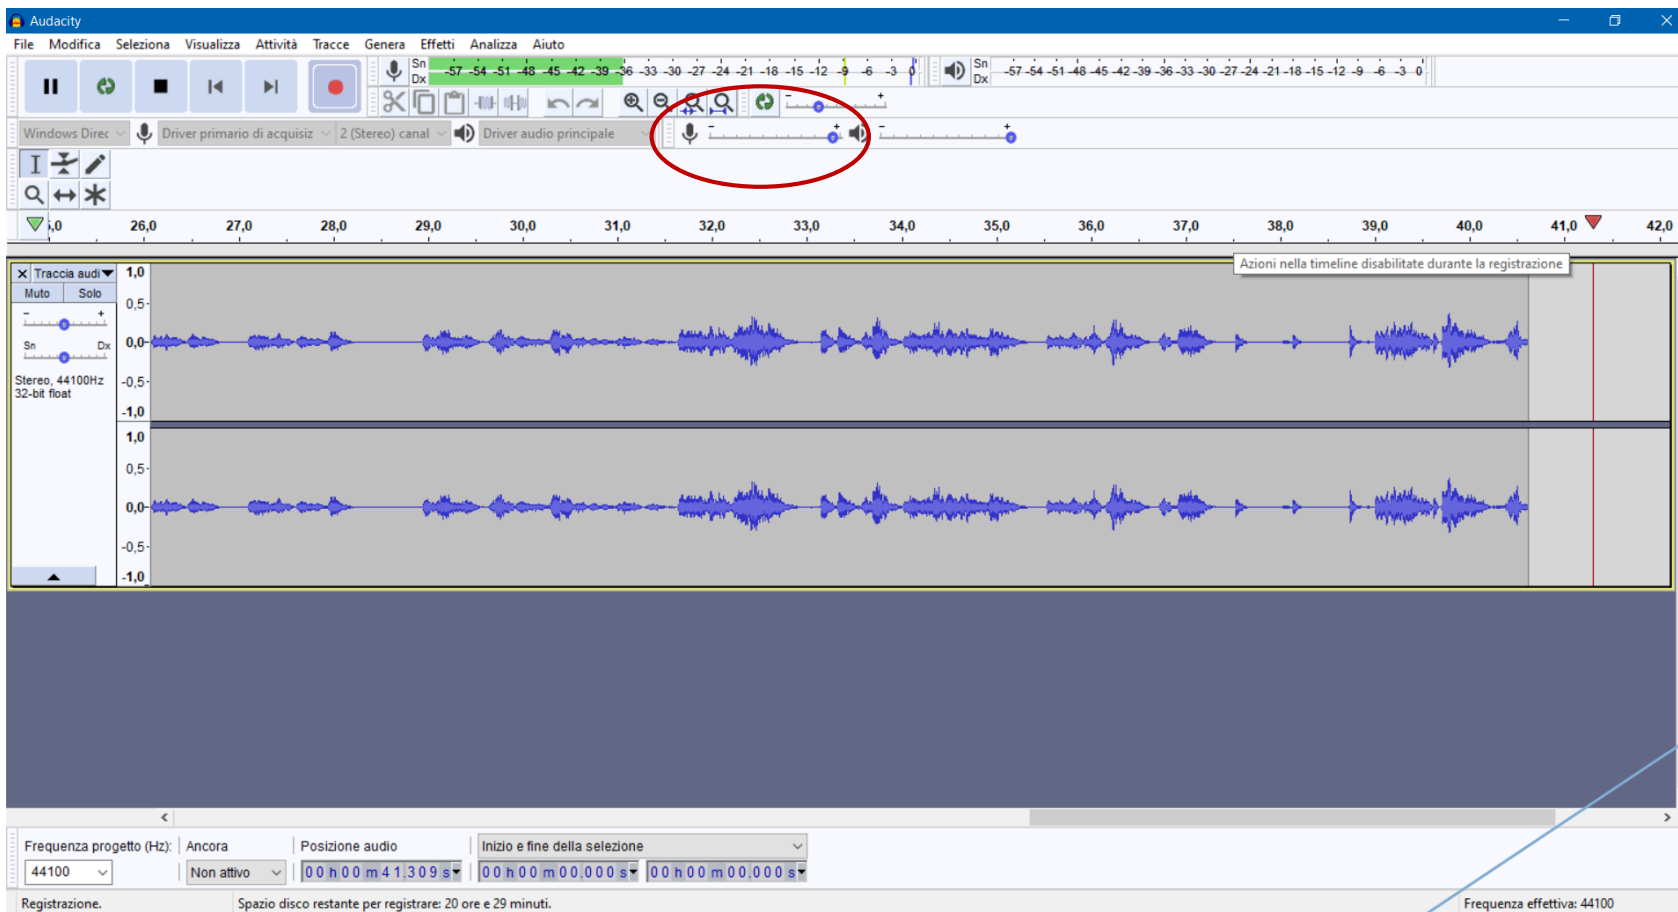 Audacity
File Modifica Seleziona Visualizza Attività Tracce Genera Effetti Analizza Aiuto
Sn
Dx
-57 -54 -51 -48 -45 -42 -39 -36 -33 -30 -27 -24 -21 -18 -15 -12 -9 -6 -3 0
Sn
Dx
-57 -54 -51 -48 -45 -42 -39 -36 -33 -30 -27 -24 -21 -18 -15 -12 -9 -6 -3 0
- +
Windows Direc Driver primario di acquisiz 2 (Stereo) canal Driver audio principale - + - +
,0 26,0 27,0 28,0 29,0 30,0 31,0 32,0 33,0 34,0 35,0 36,0 37,0 38,0 39,0 40,0 41,0 42,0
Azioni nella timeline disabilitate durante la registrazione
X Traccia audi
Muto Solo
- +
Sn Dx
Stereo, 44100Hz
32-bit float
1,0
0,5
0,0
-0,5
-1,0
1,0
0,5
0,0
-0,5
-1,0
Frequenza progetto (Hz): Ancora Posizione audio Inizio e fine della selezione
44100 Non attivo 00 h 00 m 41.309 s 00 h 00 m 00.000 s 00 h 00 m 00.000 s
Registrazione. Spazio disco restante per registrare: 20 ore e 29 minuti. Frequenza effettiva: 44100